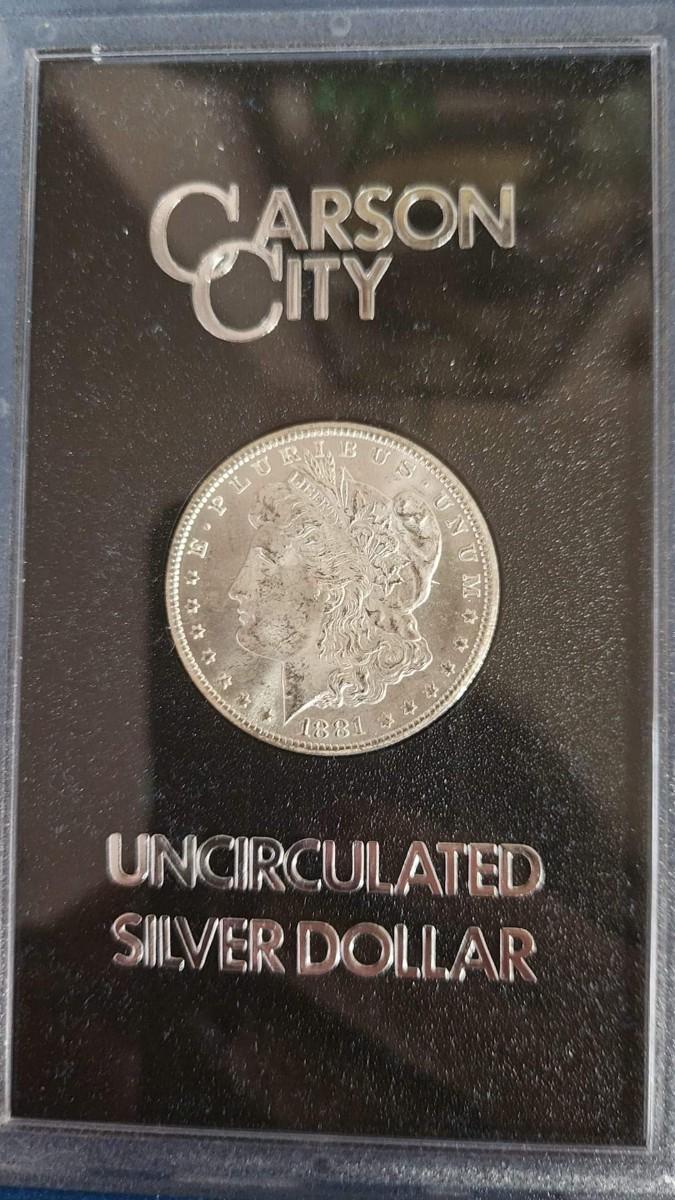 CARSON
CITY
E · PLURIBUS · UNUM
LIBERTY
1881
UNCIRCULATED
SILVER DOLLAR